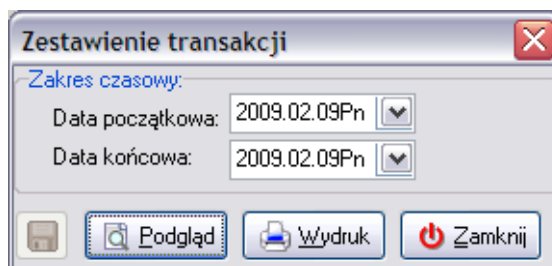 Zestawienie transakcji
Zakres czasowy:
Data początkowa: 2009.02.09Pn
Data końcowa: 2009.02.09Pn
Podgląd Wydruk Zamknij